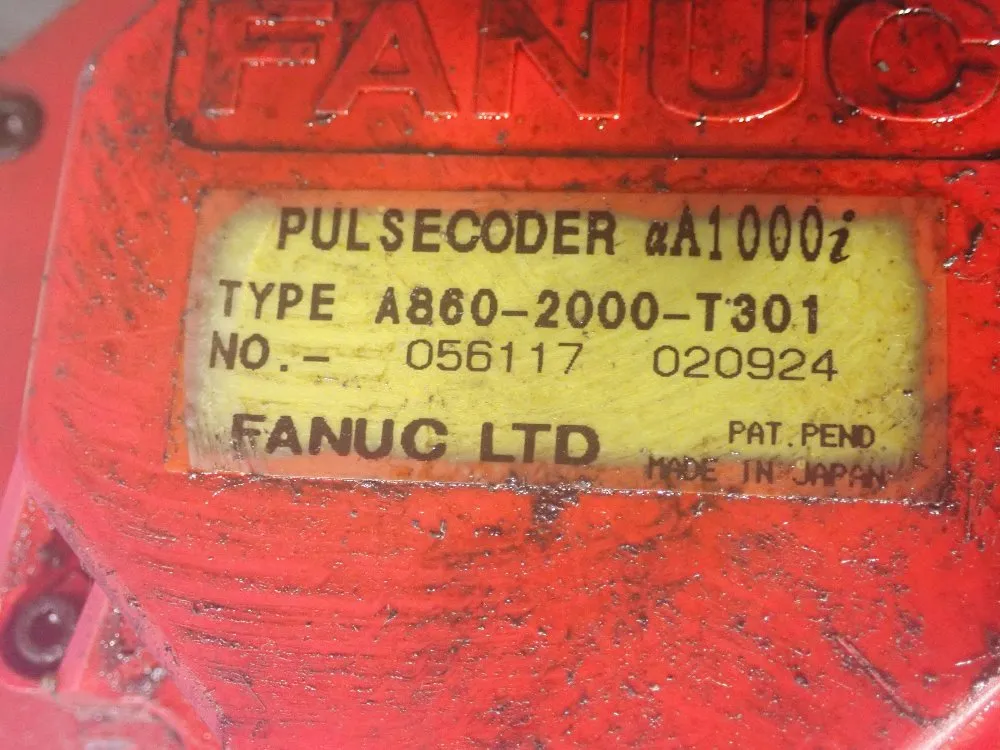 FANUC
PULSECODER αA1000i
TYPE A860-2000-T301
NO.- 056117 020924
FANUC LTD PAT.PEND.
MADE IN JAPAN